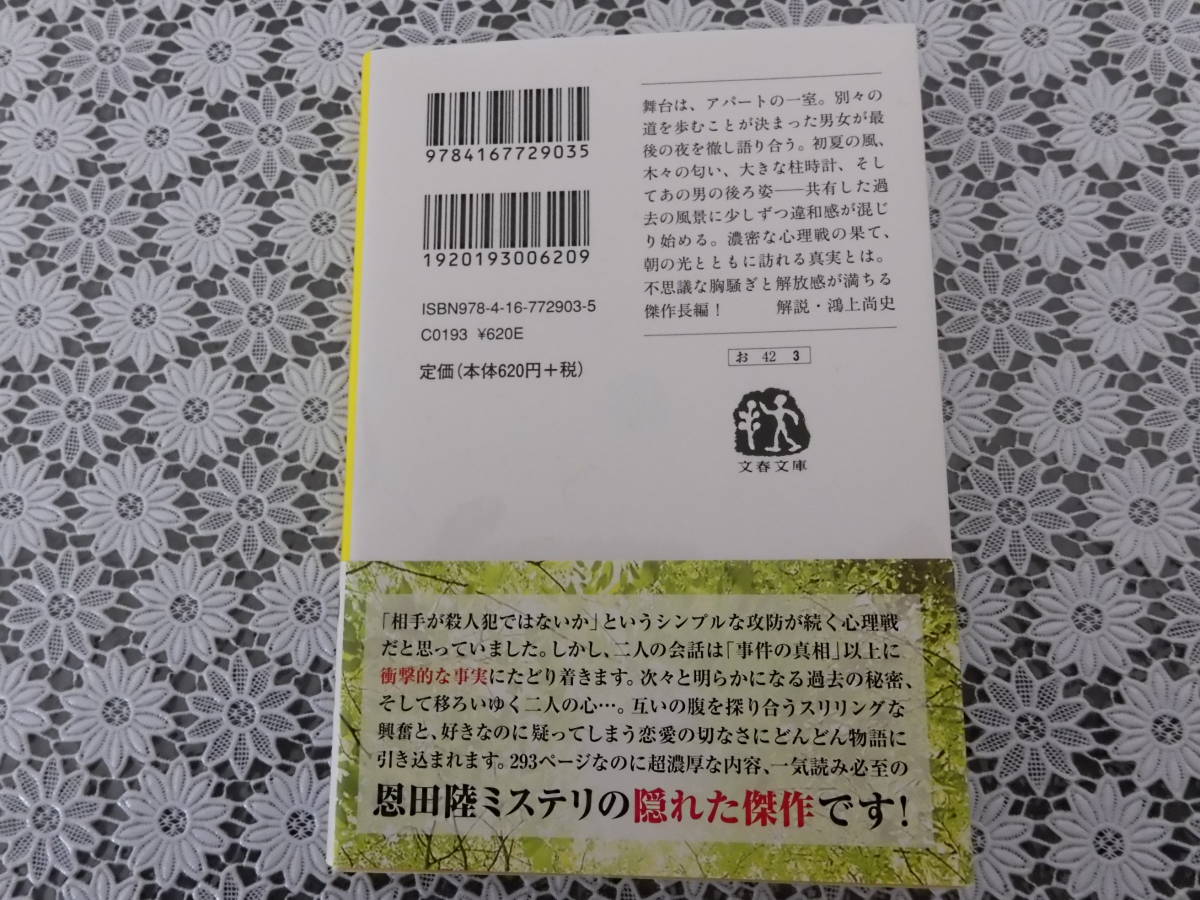 9784167729035
1920193006209
ISBN978-4-16-772903-5
C0193 ¥620E
定価(本体620円+税)
舞台は、アパートの一室。別々の
道を歩むことが決まった男女が最
後の夜を徹し語り合う。初夏の風、
木々の匂い、大きな柱時計、そし
てあの男の後ろ姿――共有した過
去の風景に少しずつ違和感が混じ
り始める。濃密な心理戦の果て、
朝の光とともに訪れる真実とは。
不思議な胸騒ぎと解放感が満ちる
傑作長編! 解説・鴻上尚史
お 42 3
文春文庫
「相手が殺人犯ではないか」というシンプルな攻防が続く心理戦
だと思っていました。しかし、二人の会話は「事件の真相」以上に
衝撃的な事実にたどり着きます。次々と明らかになる過去の秘密、
そして移ろいゆく二人の心…。互いの腹を探り合うスリリングな
興奮と、好きなのに疑ってしまう恋愛の切なさにどんどん物語に
引き込まれます。293ページなのに超濃厚な内容、一気読み必至の
恩田陸ミステリの隠れた傑作です!